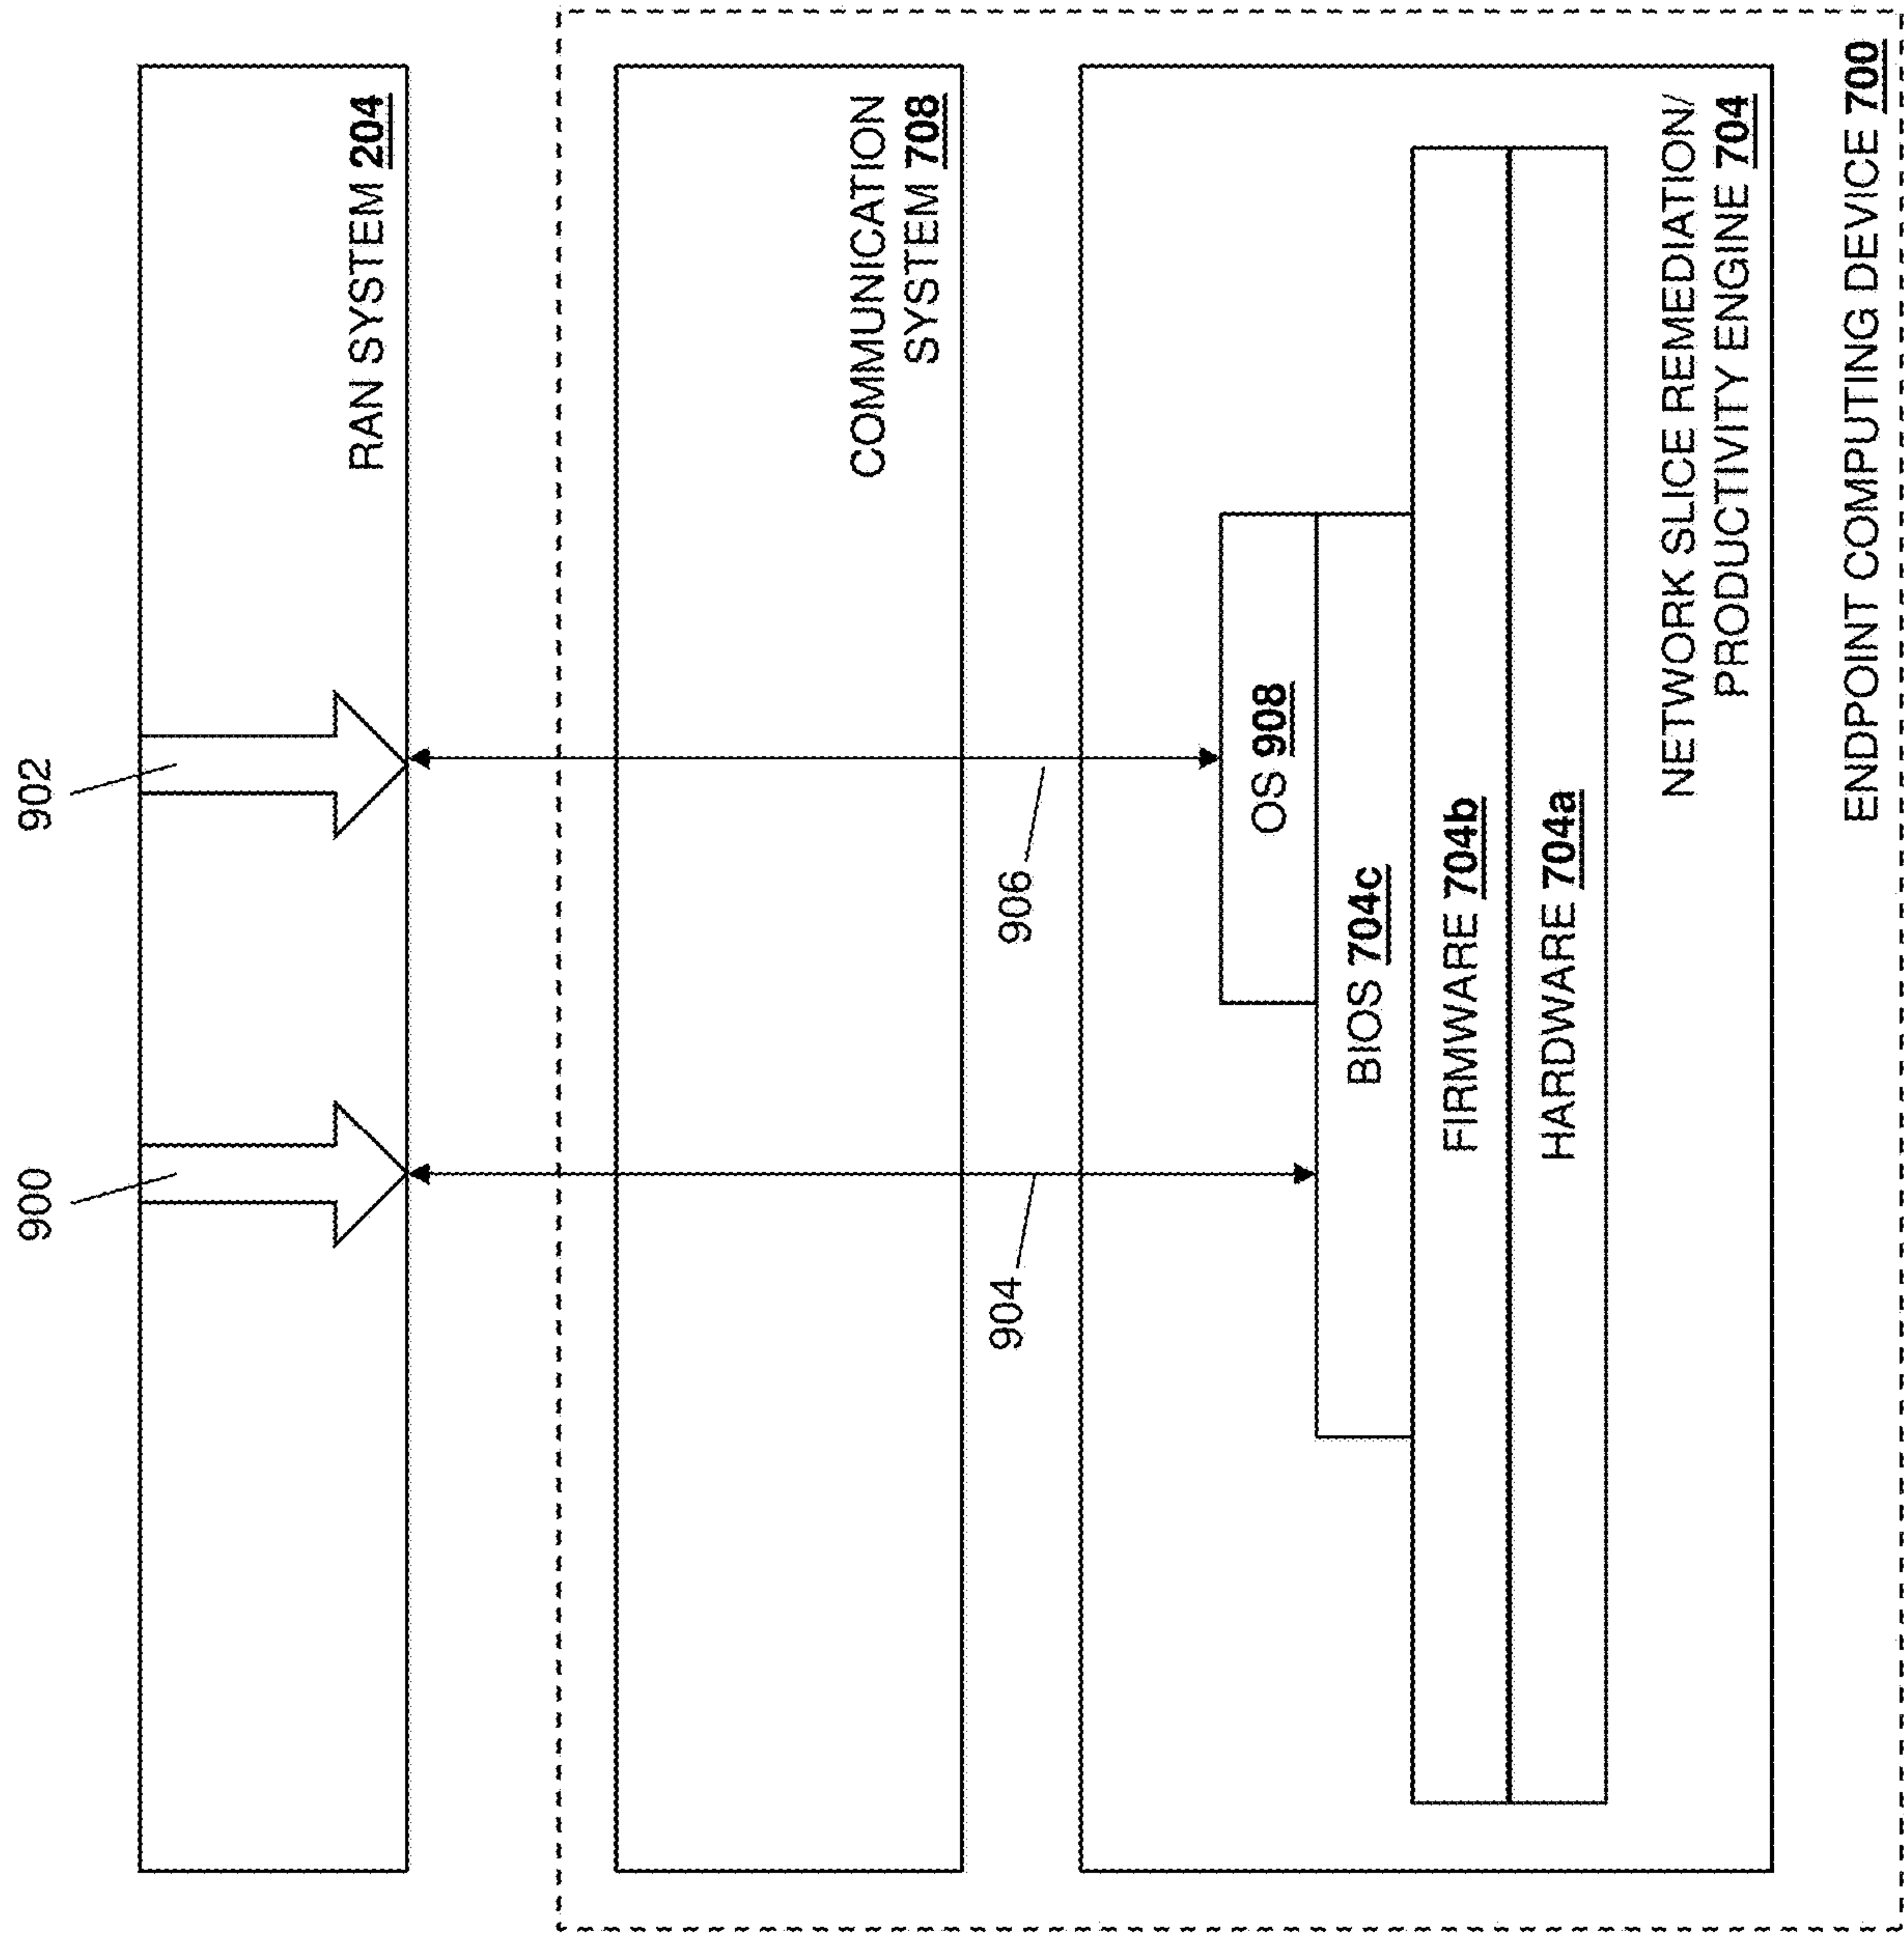 900
902
RAN SYSTEM 204
COMMUNICATION
SYSTEM 708
904
906
OS 908
BIOS 704c
FIRMWARE 704b
HARDWARE 704a
NETWORK SLICE REMEDIATION/
PRODUCTIVITY ENGINE 704
ENDPOINT COMPUTING DEVICE 700